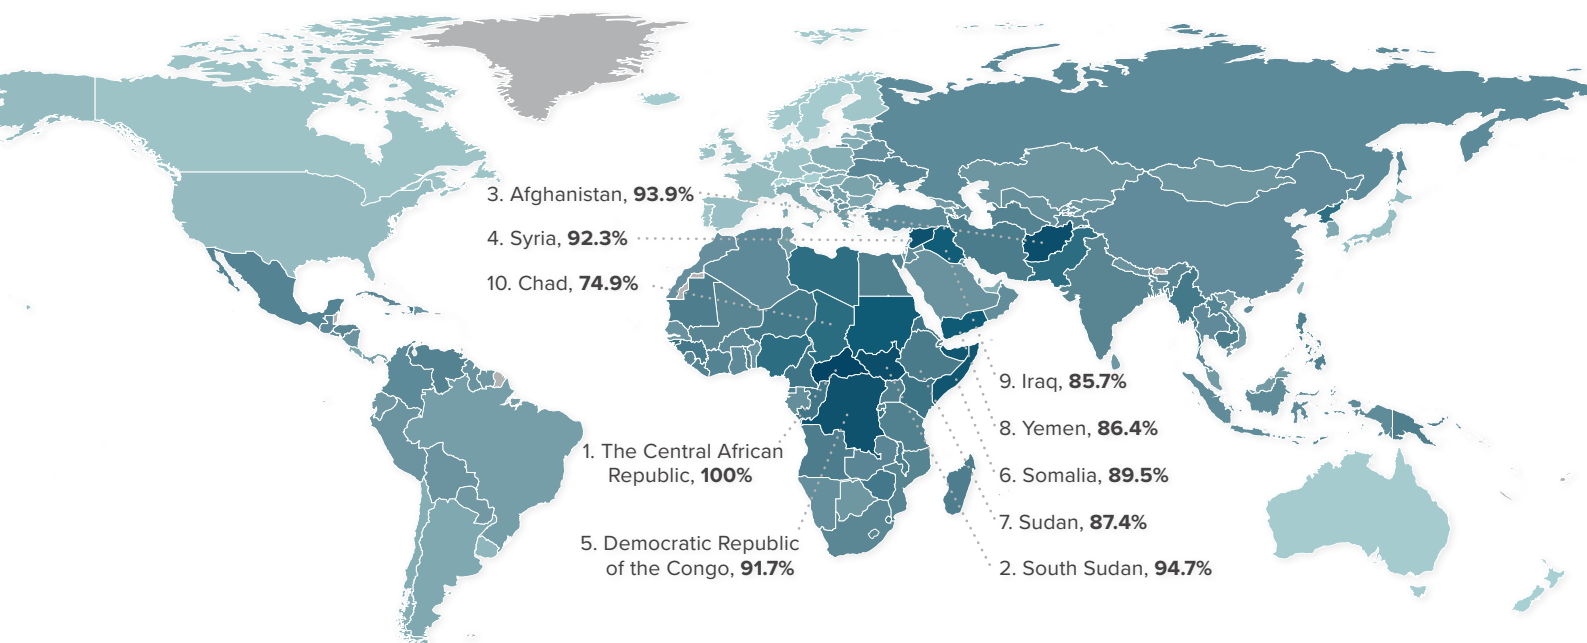 3. Afghanistan, 93.9%
4. Syria, 92.3%
10. Chad, 74.9%
9. Iraq, 85.7%
8. Yemen, 86.4%
1. The Central African
Republic, 100%
6. Somalia, 89.5%
7. Sudan, 87.4%
5. Democratic Republic
of the Congo, 91.7%
2. South Sudan, 94.7%